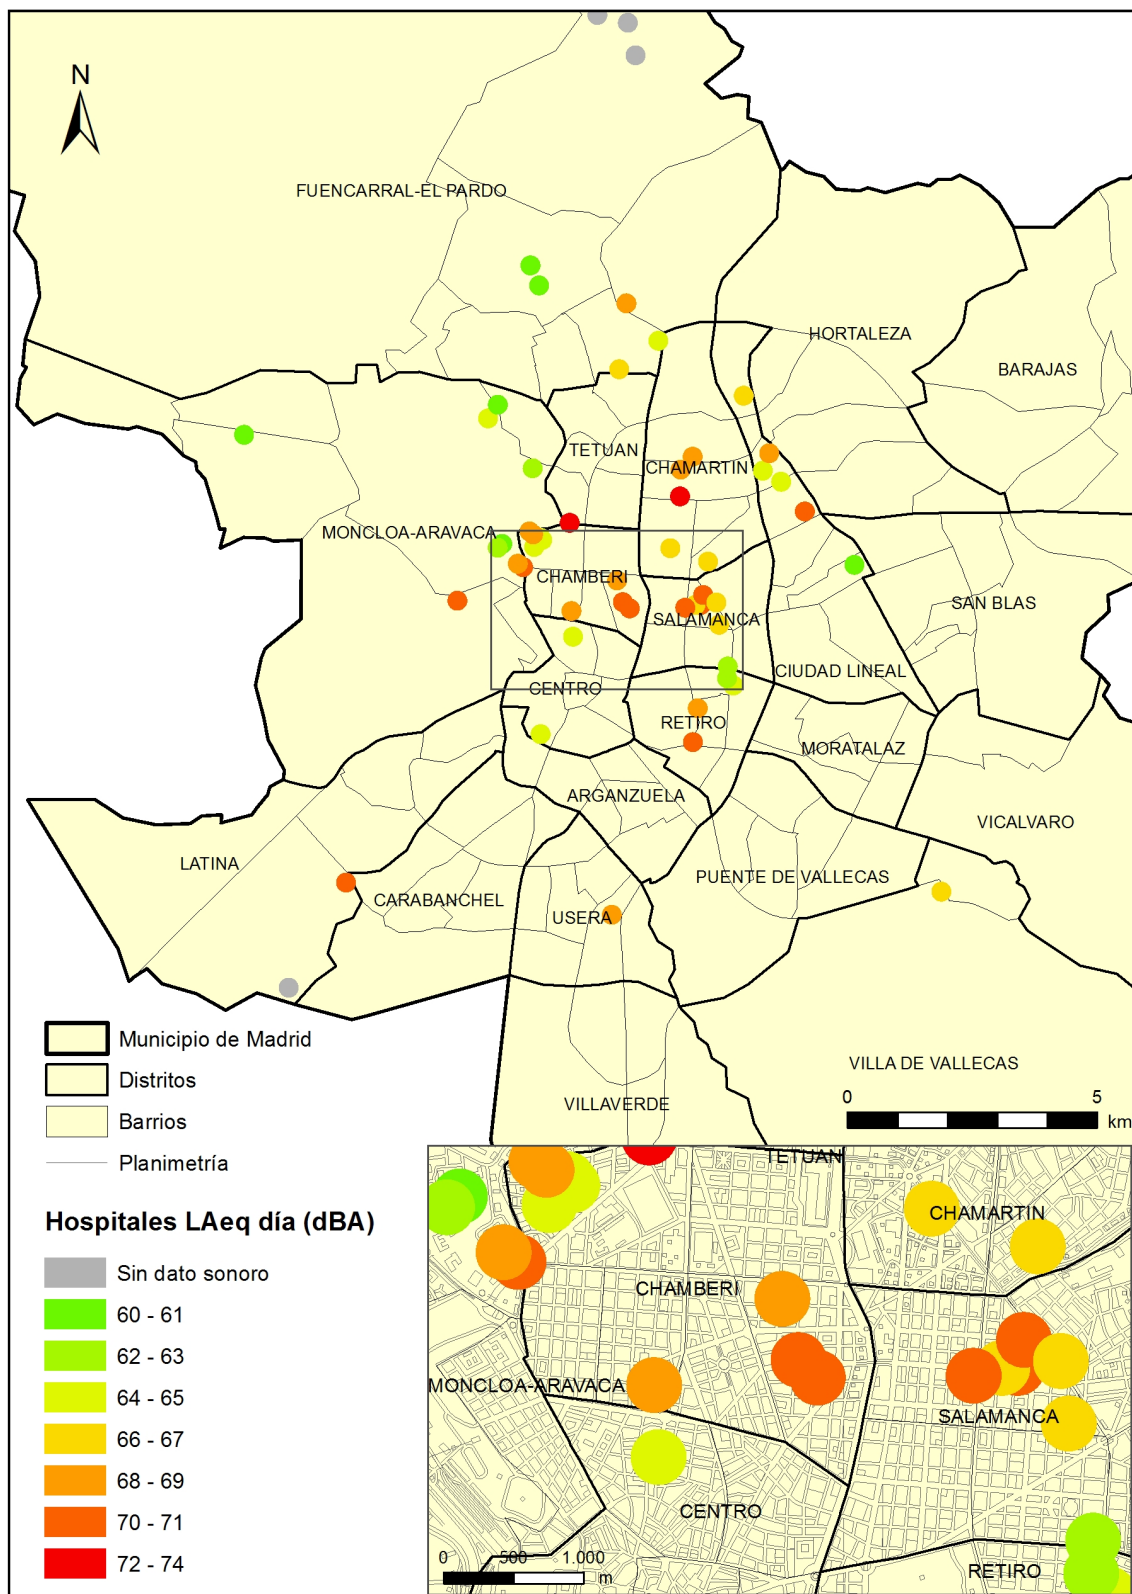 N
FUENCARRAL-EL PARDO
HORTALEZA
BARAJAS
TETUAN
CHAMARTIN
MONCLOA-ARAVACA
CHAMBERI
SAN BLAS
SALAMANCA
CIUDAD LINEAL
CENTRO
RETIRO
MORATALAZ
ARGANZUELA
VICALVARO
LATINA
PUENTE DE VALLECAS
CARABANCHEL
USERA
VILLA DE VALLECAS
VILLAVERDE
0 5
km
Municipio de Madrid
Distritos
Barrios
Planimetría
Hospitales LAeq día (dBA)
Sin dato sonoro
60 - 61
62 - 63
64 - 65
66 - 67
68 - 69
70 - 71
72 - 74
TETUAN
CHAMARTIN
CHAMBERI
MONCLOA-ARAVACA
SALAMANCA
CENTRO
RETIRO
0 500 1.000
m